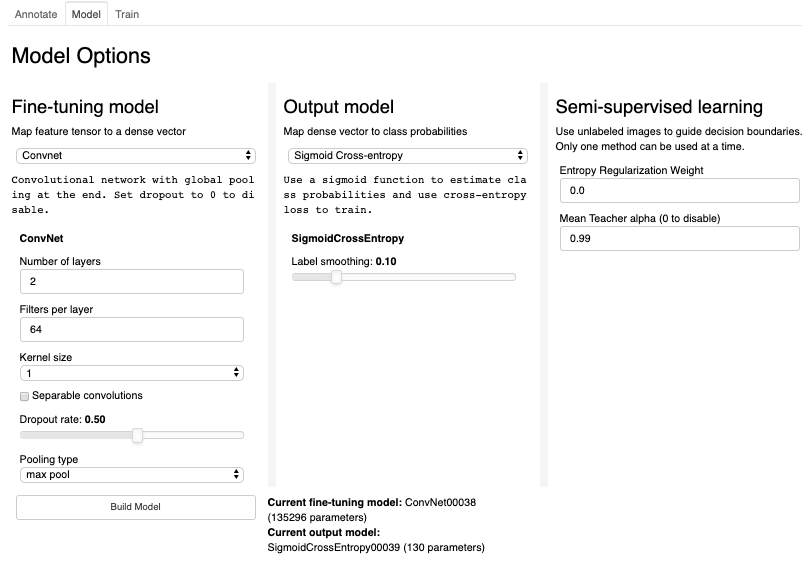 Annotate Model Train
Model Options
Fine-tuning model
Map feature tensor to a dense vector
Convnet
Convolutional network with global pool
ing at the end. Set dropout to 0 to di
sable.
ConvNet
Number of layers
2
Filters per layer
64
Kernel size
1
Separable convolutions
Dropout rate: 0.50
Pooling type
max pool
Build Model
Output model
Map dense vector to class probabilities
Sigmoid Cross-entropy
Use a sigmoid function to estimate cla
ss probabilities and use cross-entropy
loss to train.
SigmoidCrossEntropy
Label smoothing: 0.10
Semi-supervised learning
Use unlabeled images to guide decision boundaries.
Only one method can be used at a time.
Entropy Regularization Weight
0.0
Mean Teacher alpha (0 to disable)
0.99
Current fine-tuning model: ConvNet00038
(135296 parameters)
Current output model:
SigmoidCrossEntropy00039 (130 parameters)